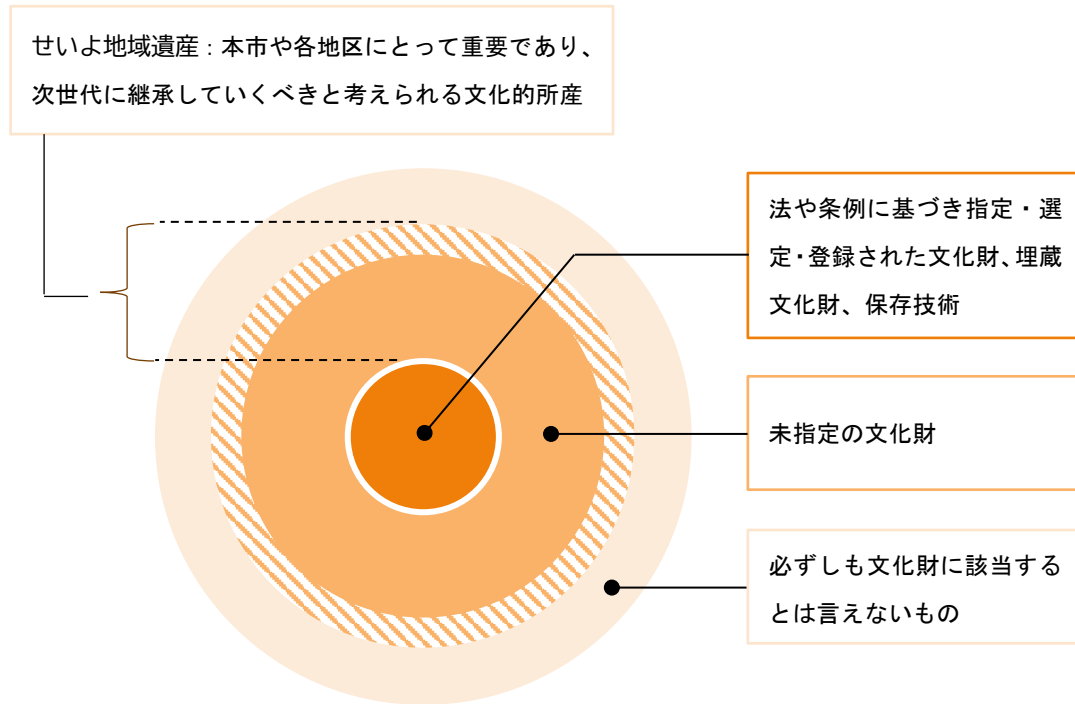 せいよ地域遺産：本市や各地区にとって重要であり、
次世代に継承していくべきと考えられる文化的所産
法や条例に基づき指定・選
定・登録された文化財、埋蔵
文化財、保存技術
未指定の文化財
必ずしも文化財に該当する
とは言えないもの